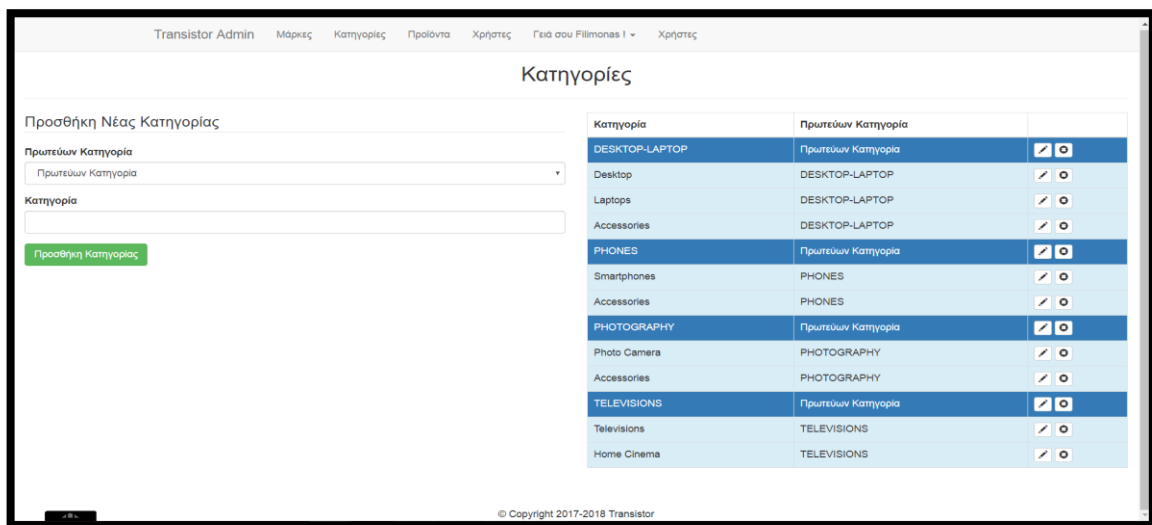 Transistor Admin Μάρκες Κατηγορίες Προϊόντα Χρήστες Γειά σου Filimonas ! Χρήστες
Κατηγορίες
Προσθήκη Νέας Κατηγορίας
Πρωτεύων Κατηγορία
Πρωτεύων Κατηγορία
Κατηγορία
Προσθήκη Κατηγορίας
Κατηγορία Πρωτεύων Κατηγορία
DESKTOP-LAPTOP Πρωτεύων Κατηγορία
Desktop DESKTOP-LAPTOP
Laptops DESKTOP-LAPTOP
Accessories DESKTOP-LAPTOP
PHONES Πρωτεύων Κατηγορία
Smartphones PHONES
Accessories PHONES
PHOTOGRAPHY Πρωτεύων Κατηγορία
Photo Camera PHOTOGRAPHY
Accessories PHOTOGRAPHY
TELEVISIONS Πρωτεύων Κατηγορία
Televisions TELEVISIONS
Home Cinema TELEVISIONS
© Copyright 2017-2018 Transistor